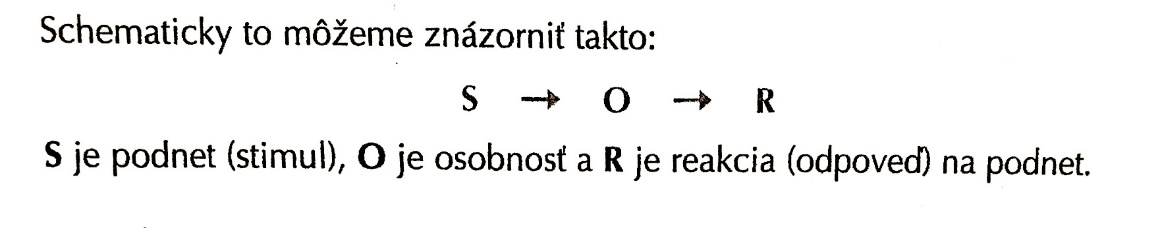 Schematicky to môžeme znázorniť takto:
S → O → R
S je podnet (stimul), O je osobnosť a R je reakcia (odpoveď) na podnet.